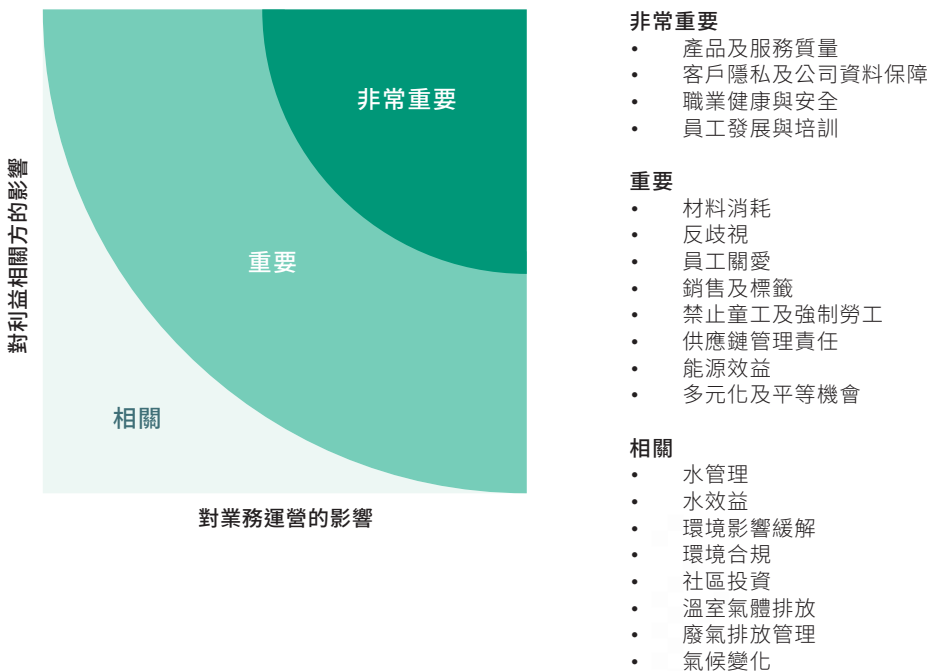 對利益相關方的影響
非常重要
重要
相關
對業務運營的影響
非常重要
• 產品及服務質量
• 客戶隱私及公司資料保障
• 職業健康與安全
• 員工發展與培訓
重要
• 材料消耗
• 反歧視
• 員工關愛
• 銷售及標籤
• 禁止童工及強制勞工
• 供應鏈管理責任
• 能源效益
• 多元化及平等機會
相關
• 水管理
• 水效益
• 環境影響緩解
• 環境合規
• 社區投資
• 溫室氣體排放
• 廢氣排放管理
• 氣候變化